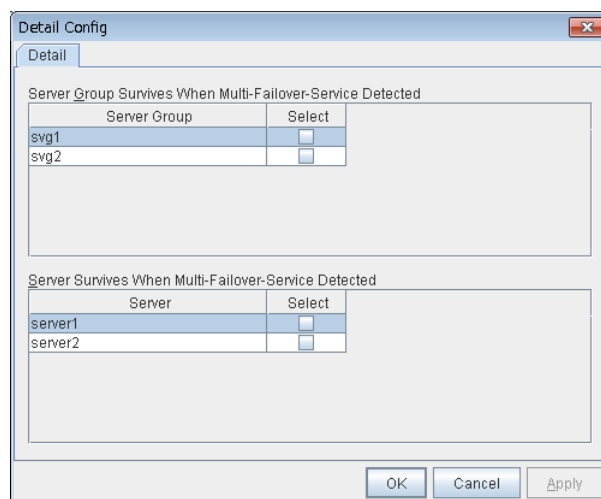 Detail Config
Detail
Server Group Survives When Multi-Failover-Service Detected
Server Group Select
svg1
svg2
Server Survives When Multi-Failover-Service Detected
Server Select
server1
server2
OK Cancel Apply